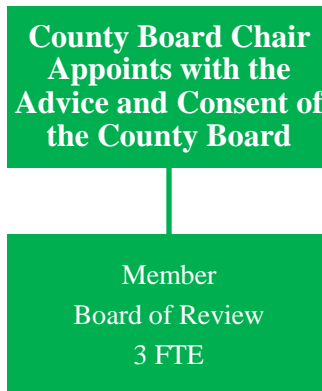 County Board Chair
Appoints with the
Advice and Consent of
the County Board
Member
Board of Review
3 FTE